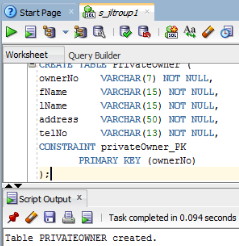 Start Page × s_jtroup1 ×
Worksheet Query Builder
CREATE TABLE PrivateOwner (
ownerNo VARCHAR(7) NOT NULL,
fName VARCHAR(15) NOT NULL,
lName VARCHAR(15) NOT NULL,
address VARCHAR(50) NOT NULL,
telNo VARCHAR(13) NOT NULL,
CONSTRAINT privateOwner_PK
PRIMARY KEY (ownerNo)
);
Script Output ×
Task completed in 0.094 seconds
Table PRIVATEOWNER created.